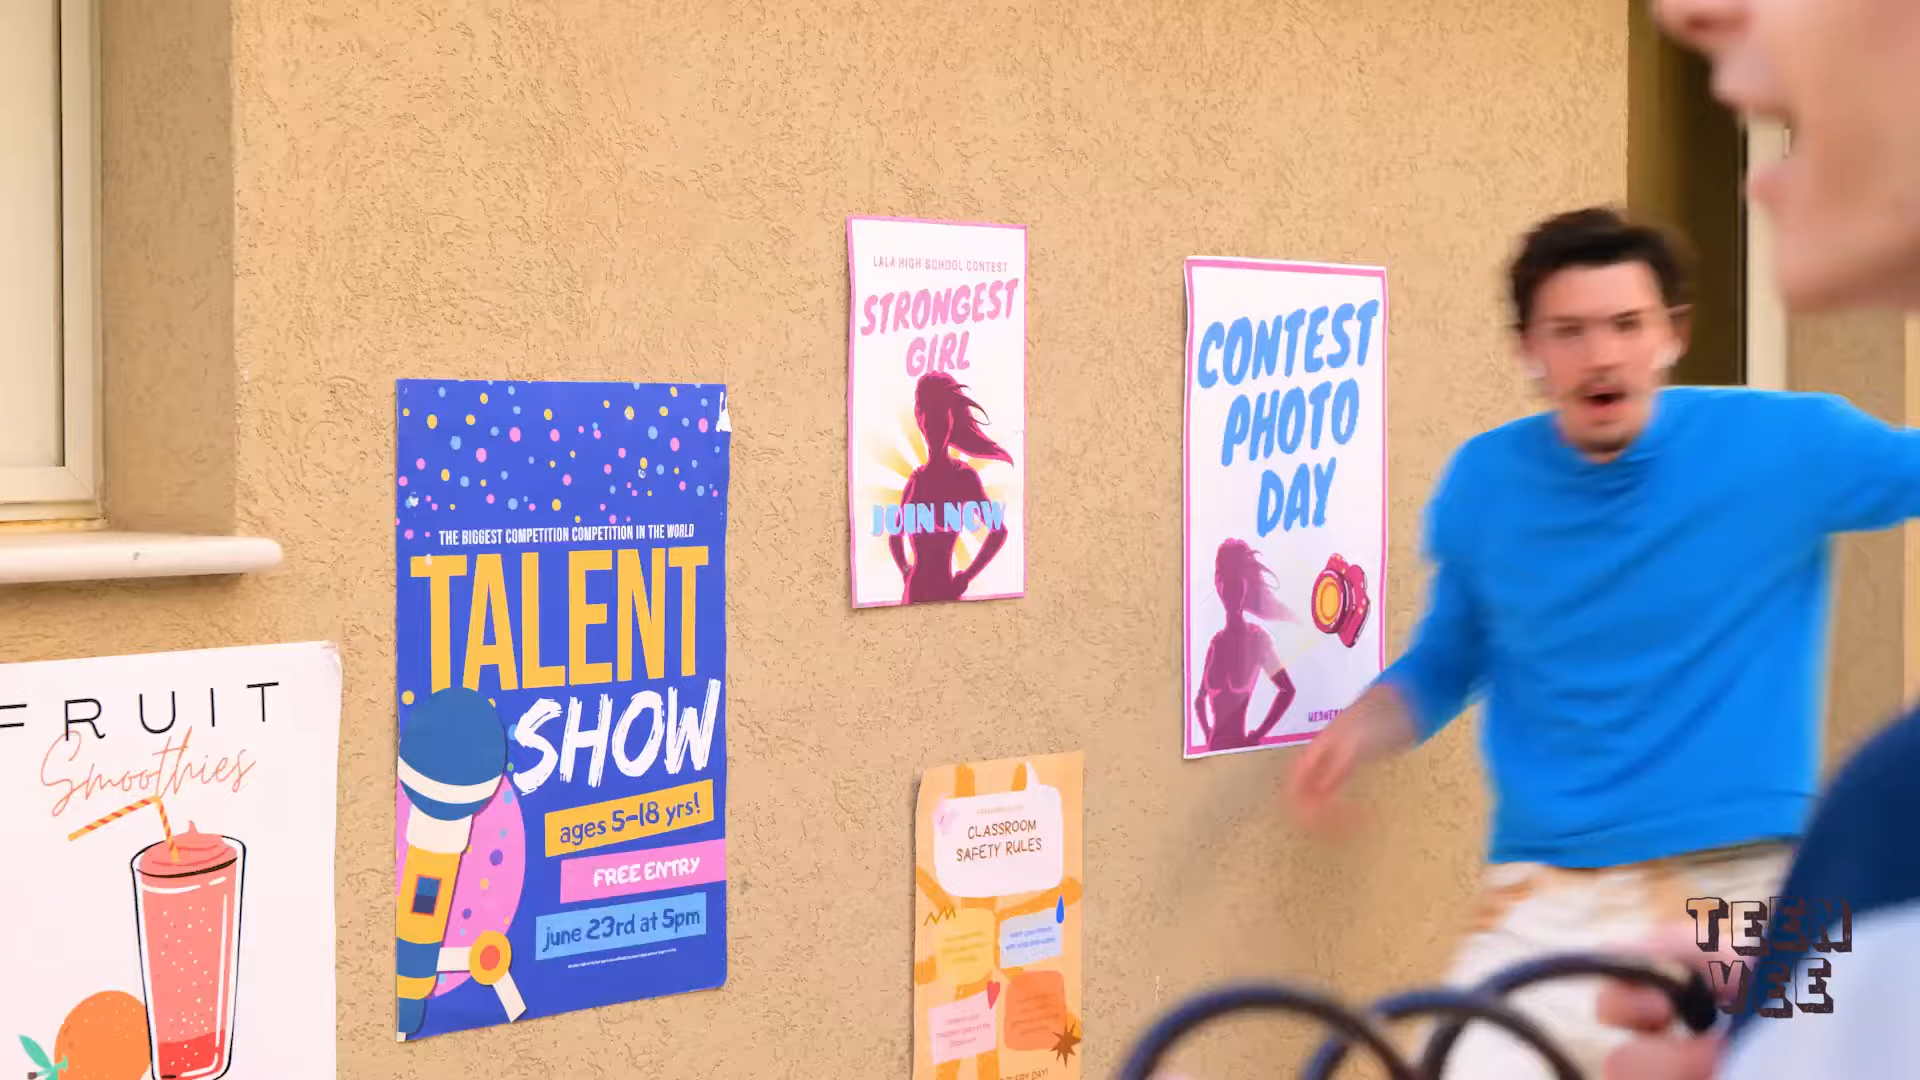 FRUIT
Smoothies
THE BIGGEST COMPETITION COMPETITION IN THE WORLD
TALENT
SHOW
ages 5-18 yrs!
FREE ENTRY
june 23rd at 5pm
LALA HIGH SCHOOL CONTEST
STRONGEST
GIRL
JOIN NOW
CONTEST
PHOTO
DAY
CLASSROOM
SAFETY RULES
TEEN
VEE